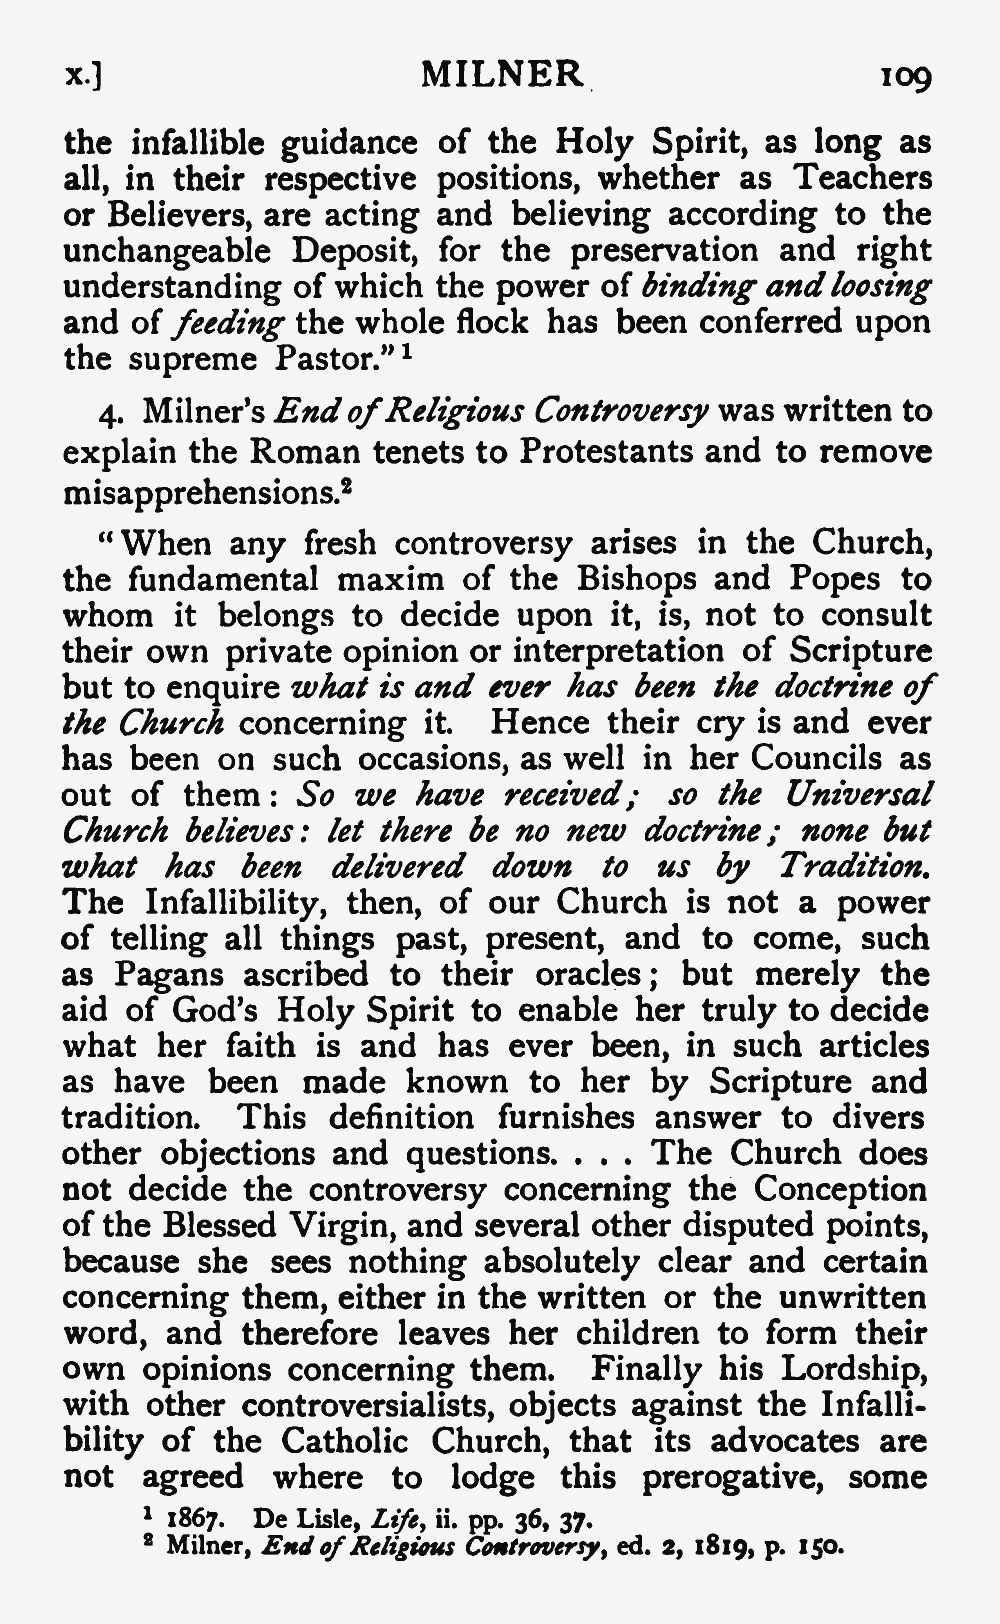 x.] MILNER 109
the infallible guidance of the Holy Spirit, as long as
all, in their respective positions, whether as Teachers
or Believers, are acting and believing according to the
unchangeable Deposit, for the preservation and right
understanding of which the power of binding and loosing
and of feeding the whole flock has been conferred upon
the supreme Pastor.” ¹
4. Milner’s End of Religious Controversy was written to
explain the Roman tenets to Protestants and to remove
misapprehensions.²
“ When any fresh controversy arises in the Church,
the fundamental maxim of the Bishops and Popes to
whom it belongs to decide upon it, is, not to consult
their own private opinion or interpretation of Scripture
but to enquire what is and ever has been the doctrine of
the Church concerning it. Hence their cry is and ever
has been on such occasions, as well in her Councils as
out of them : So we have received ; so the Universal
Church believes : let there be no new doctrine ; none but
what has been delivered down to us by Tradition.
The Infallibility, then, of our Church is not a power
of telling all things past, present, and to come, such
as Pagans ascribed to their oracles ; but merely the
aid of God’s Holy Spirit to enable her truly to decide
what her faith is and has ever been, in such articles
as have been made known to her by Scripture and
tradition. This definition furnishes answer to divers
other objections and questions. . . . The Church does
not decide the controversy concerning the Conception
of the Blessed Virgin, and several other disputed points,
because she sees nothing absolutely clear and certain
concerning them, either in the written or the unwritten
word, and therefore leaves her children to form their
own opinions concerning them. Finally his Lordship,
with other controversialists, objects against the Infalli-
bility of the Catholic Church, that its advocates are
not agreed where to lodge this prerogative, some
¹ 1867. De Lisle, Life, ii. pp. 36, 37.
² Milner, End of Religious Controversy, ed. 2, 1819, p. 150.